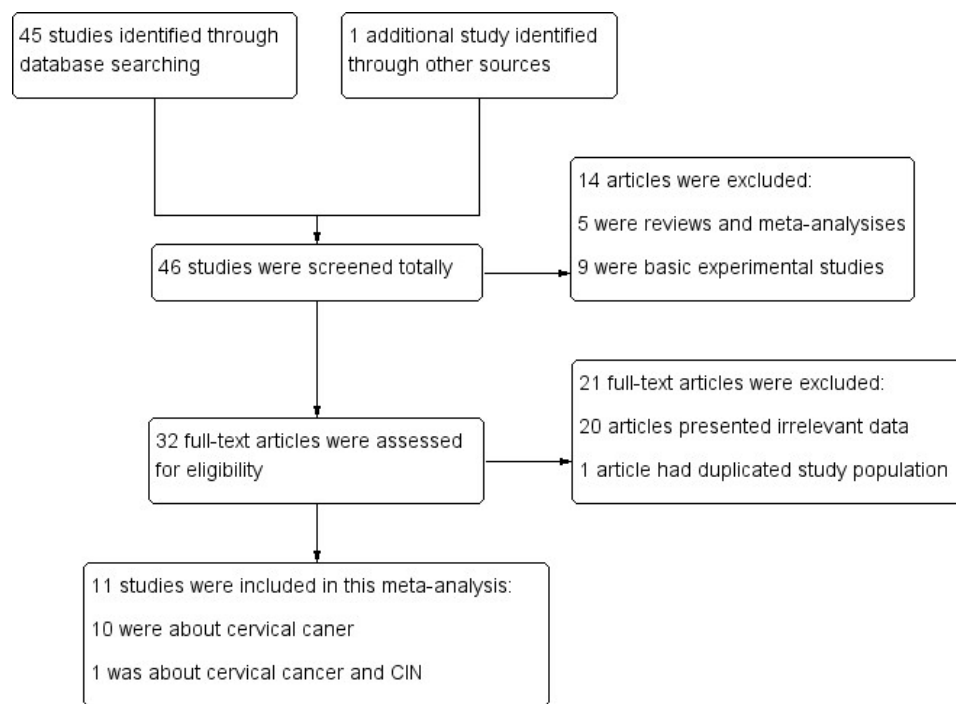 45 studies identified through
database searching
1 additional study identified
through other sources
14 articles were excluded:
5 were reviews and meta-analysises
9 were basic experimental studies
46 studies were screened totally
21 full-text articles were excluded:
20 articles presented irrelevant data
1 article had duplicated study population
32 full-text articles were assessed
for eligibility
11 studies were included in this meta-analysis:
10 were about cervical caner
1 was about cervical cancer and CIN